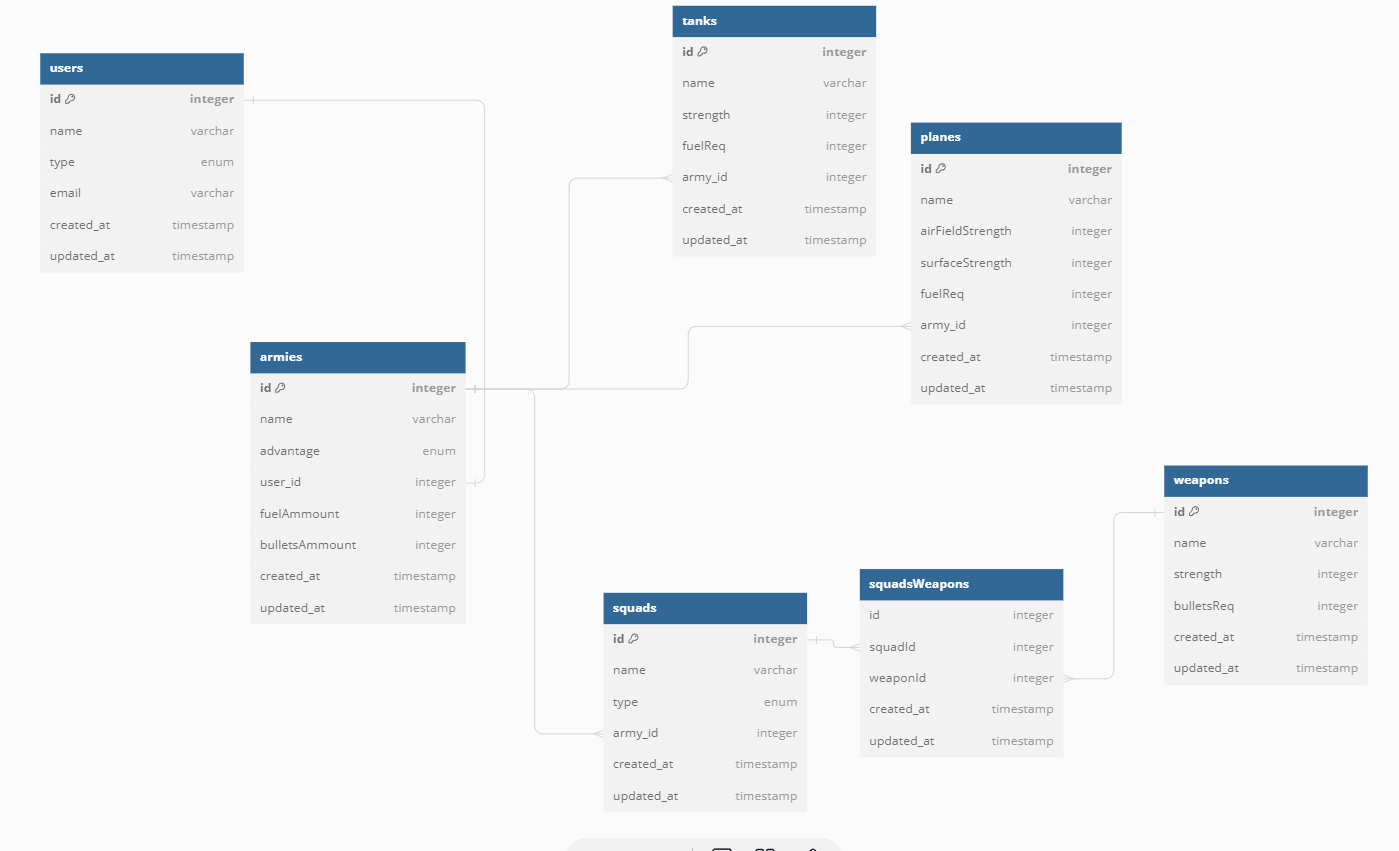 users
id integer
name varchar
type enum
email varchar
created_at timestamp
updated_at timestamp
tanks
id integer
name varchar
strength integer
fuelReq integer
army_id integer
created_at timestamp
updated_at timestamp
planes
id integer
name varchar
airFieldStrength integer
surfaceStrength integer
fuelReq integer
army_id integer
created_at timestamp
updated_at timestamp
armies
id integer
name varchar
advantage enum
user_id integer
fuelAmmount integer
bulletsAmmount integer
created_at timestamp
updated_at timestamp
squads
id integer
name varchar
type enum
army_id integer
created_at timestamp
updated_at timestamp
squadsWeapons
id integer
squadId integer
weaponId integer
created_at timestamp
updated_at timestamp
weapons
id integer
name varchar
strength integer
bulletsReq integer
created_at timestamp
updated_at timestamp